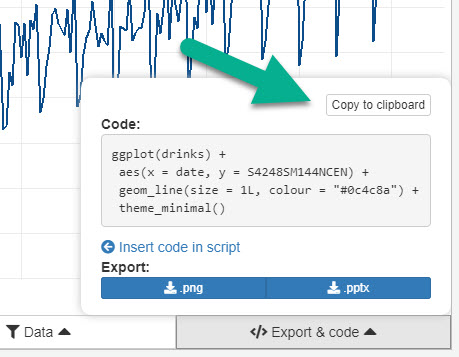 Copy to clipboard
Code:
ggplot(drinks) +
 aes(x = date, y = S4248SM144NCEN) +
 geom_line(size = 1L, colour = "#0c4c8a") +
 theme_minimal()
Insert code in script
Export:
.png .pptx
Data </> Export & code